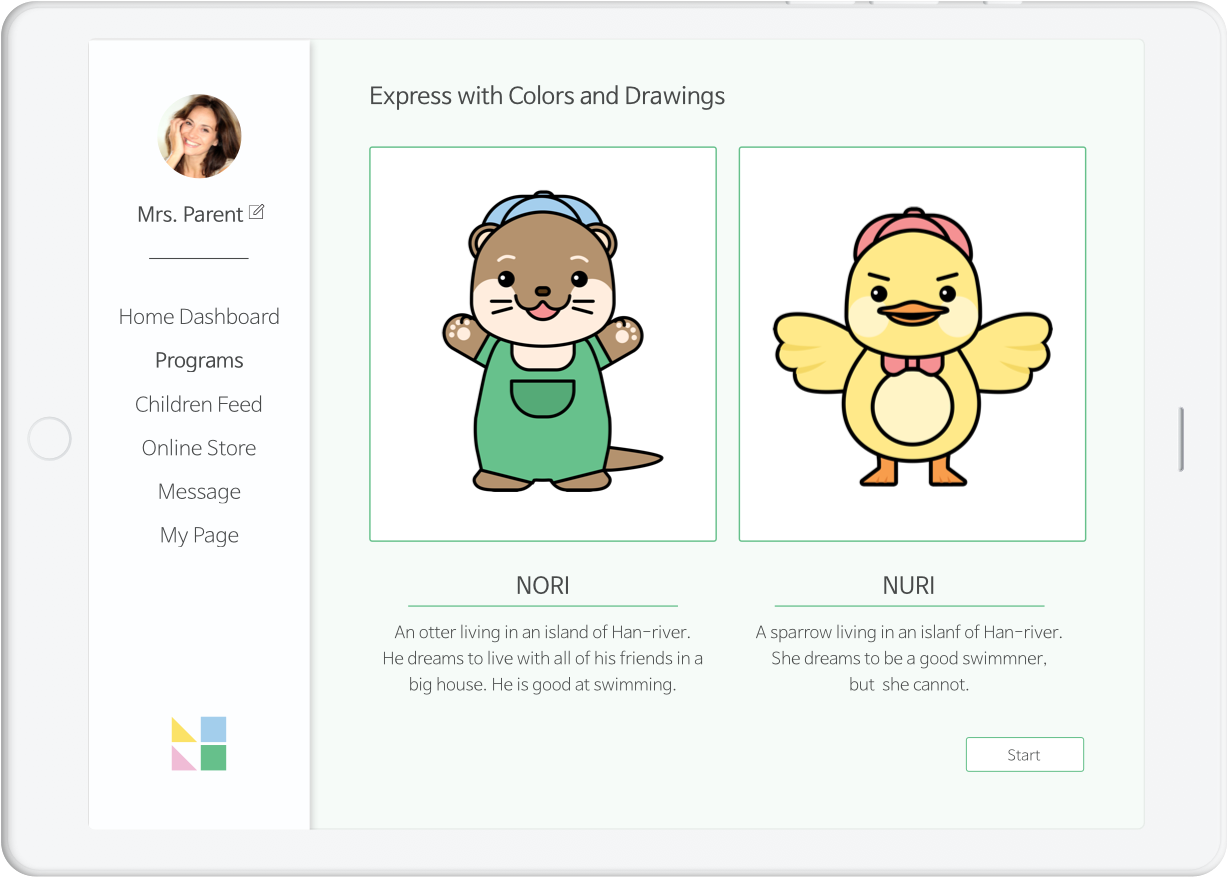 Mrs. Parent
Home Dashboard
Programs
Children Feed
Online Store
Message
My Page
Express with Colors and Drawings
NORI
An otter living in an island of Han-river.
He dreams to live with all of his friends in a
big house. He is good at swimming.
NURI
A sparrow living in an islanf of Han-river.
She dreams to be a good swimmner,
but she cannot.
Start